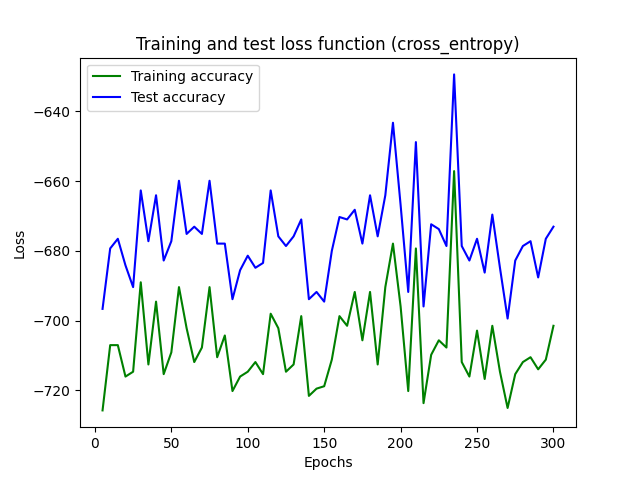 Training and test loss function (cross_entropy)
Training accuracy
Test accuracy
−640
−660
−680
−700
−720
Loss
0
50
100
150
200
250
300
Epochs